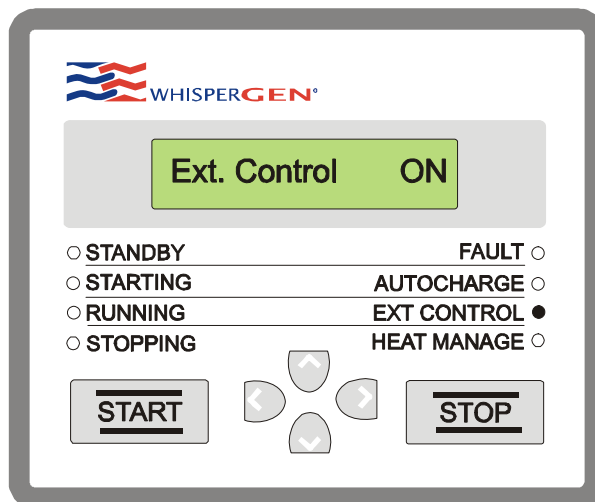 WHISPERGEN®
Ext. Control ON
STANDBY FAULT
STARTING AUTOCHARGE
RUNNING EXT CONTROL
STOPPING HEAT MANAGE
START STOP